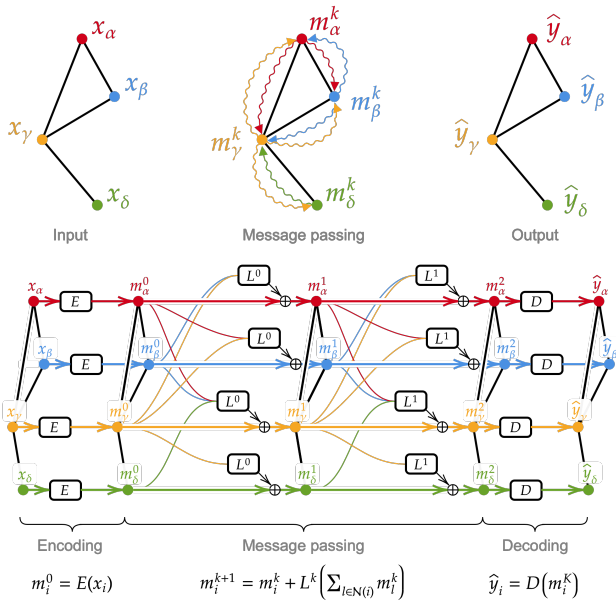 x_α m_α^k ŷ_α
x_β m_β^k ŷ_β
x_γ m_γ^k ŷ_γ
x_δ m_δ^k ŷ_δ
Input Message passing Output
L^0 L^1
x_α E m_α^0 ⊕ m_α^1 ⊕ m_α^2 D ŷ_α
L^0 L^1
x_β E m_β^0 ⊕ m_β^1 ⊕ m_β^2 D ŷ_β
L^0 L^1
x_γ E m_γ^0 ⊕ m_γ^1 ⊕ m_γ^2 D ŷ_γ
L^0 L^1
x_δ E m_δ^0 ⊕ m_δ^1 ⊕ m_δ^2 D ŷ_δ
Encoding Message passing Decoding
m_i^0 = E(x_i) m_i^{k+1} = m_i^k + L^k(∑_{l∈N(i)} m_l^k) ŷ_i = D(m_i^K)